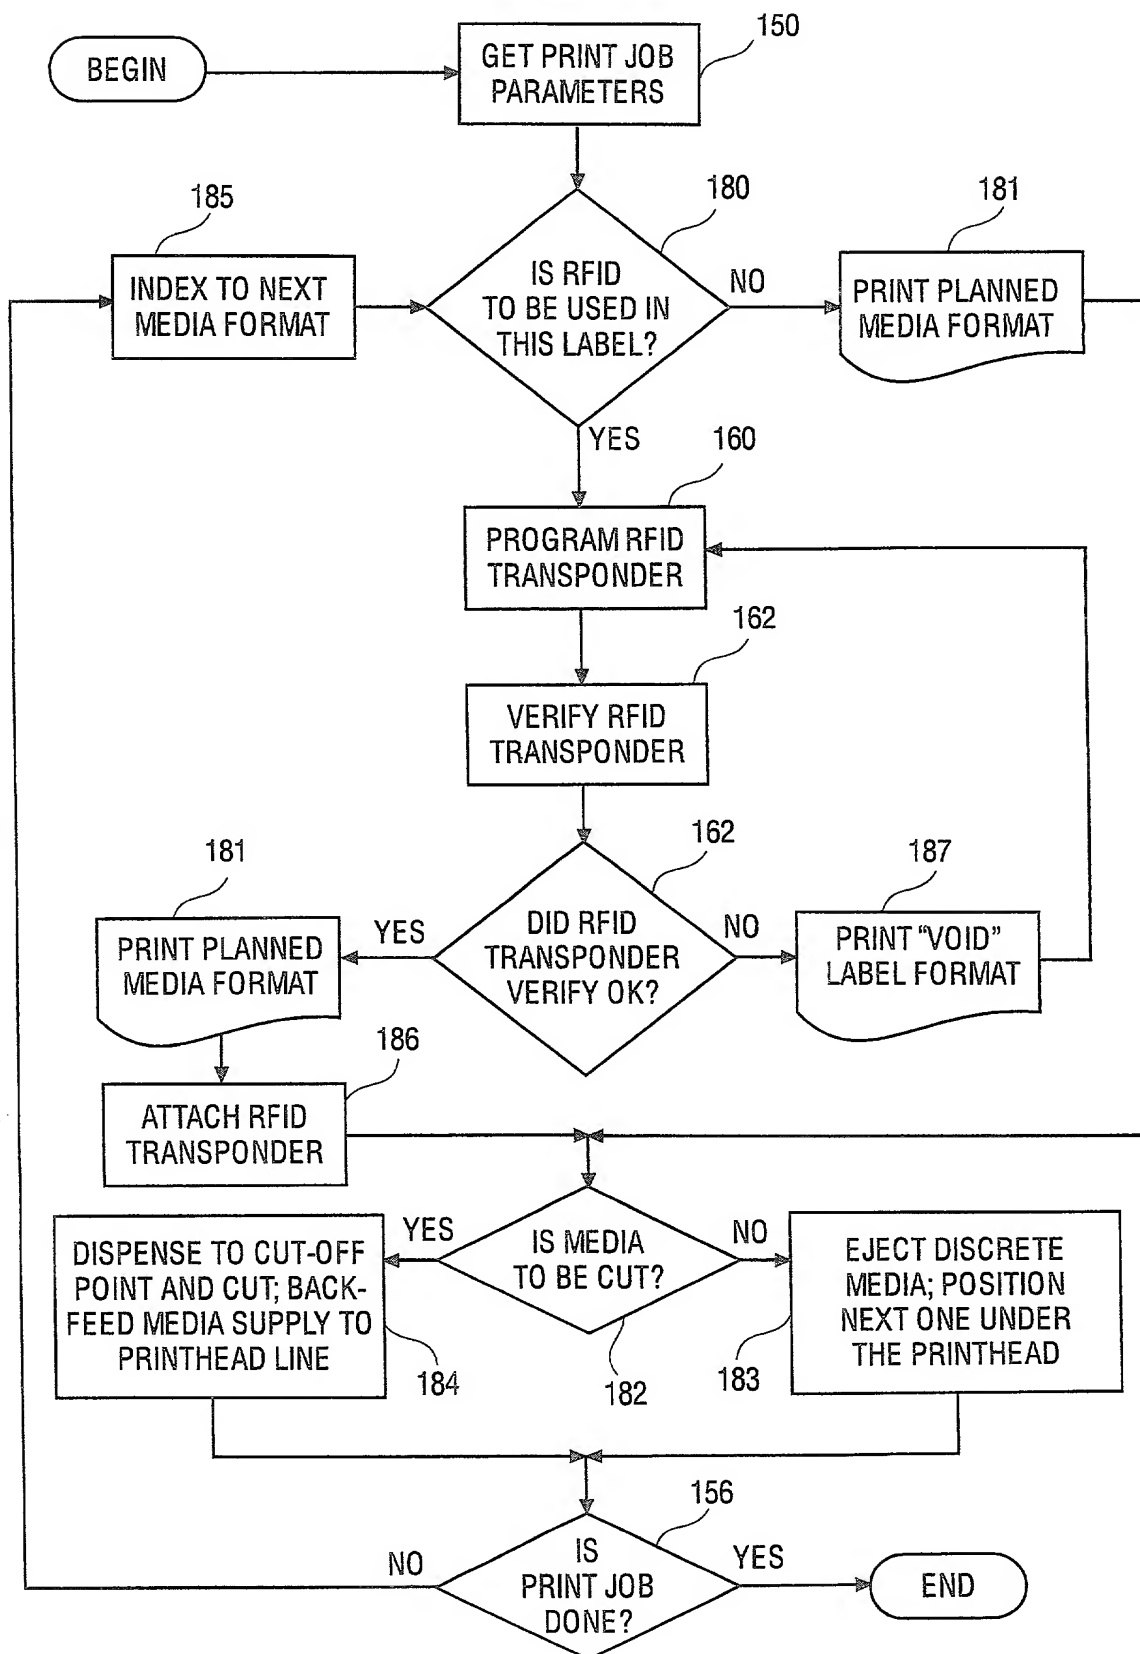 150
BEGIN
GET PRINT JOB
PARAMETERS
185
180
181
INDEX TO NEXT
MEDIA FORMAT
IS RFID
TO BE USED IN
THIS LABEL?
NO
PRINT PLANNED
MEDIA FORMAT
YES
160
PROGRAM RFID
TRANSPONDER
162
VERIFY RFID
TRANSPONDER
181
162
187
PRINT PLANNED
MEDIA FORMAT
YES
DID RFID
TRANSPONDER
VERIFY OK?
NO
PRINT "VOID"
LABEL FORMAT
186
ATTACH RFID
TRANSPONDER
DISPENSE TO CUT-OFF
POINT AND CUT; BACK-
FEED MEDIA SUPPLY TO
PRINTHEAD LINE
YES
IS MEDIA
TO BE CUT?
NO
EJECT DISCRETE
MEDIA; POSITION
NEXT ONE UNDER
THE PRINTHEAD
184
182
183
156
NO
IS
PRINT JOB
DONE?
YES
END